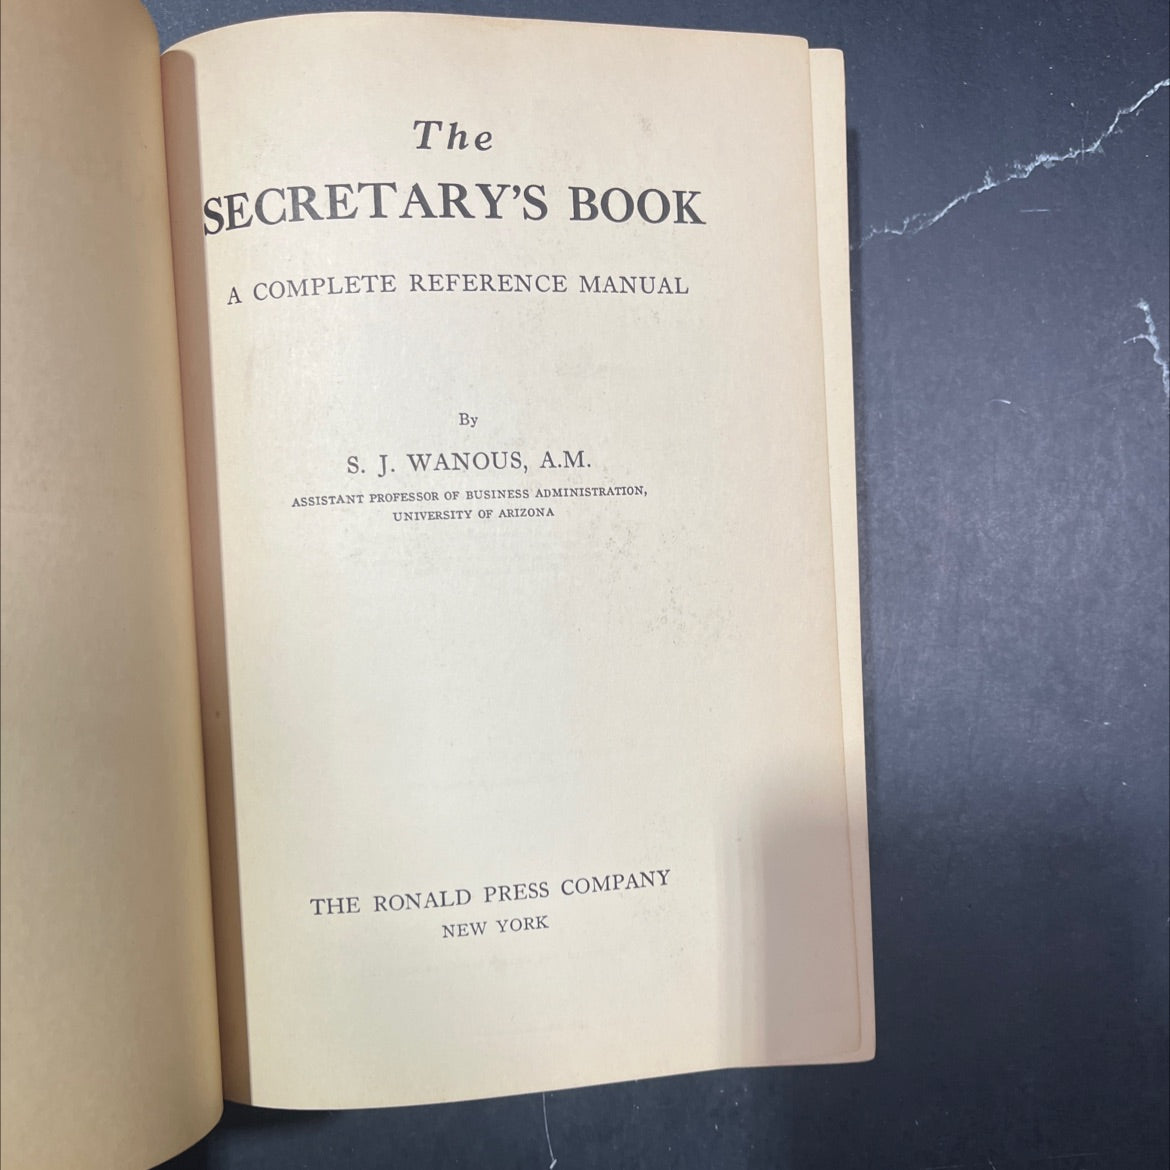 The
SECRETARY'S BOOK
A COMPLETE REFERENCE MANUAL
By
S. J. WANOUS, A.M.
ASSISTANT PROFESSOR OF BUSINESS ADMINISTRATION,
UNIVERSITY OF ARIZONA
THE RONALD PRESS COMPANY
NEW YORK